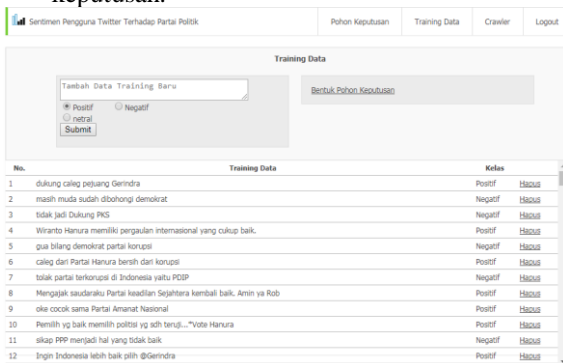 keputusan.
Sentimen Pengguna Twitter Terhadap Partai Politik Pohon Keputusan Training Data Crawler Logout
Training Data
Tambah Data Training Baru
Positif Negatif
netral
Submit
Bentuk Pohon Keputusan
No. Training Data Kelas
1 dukung caleg pejuang Gerindra Positif Hapus
2 masih muda sudah dibohongi demokrat Negatif Hapus
3 tidak jadi Dukung PKS Negatif Hapus
4 Wiranto Hanura memiliki pergaulan internasional yang cukup baik. Positif Hapus
5 gua bilang demokrat partai korupsi Negatif Hapus
6 caleg dari Partai Hanura bersih dari korupsi Positif Hapus
7 tolak partai terkorupsi di Indonesia yaitu PDIP Negatif Hapus
8 Mengajak saudaraku Partai keadilan Sejahtera kembali baik. Amin ya Rob Positif Hapus
9 oke cocok sama Partai Amanat Nasional Positif Hapus
10 Pemilih yg baik memilih politisi yg sdh teruji..."Vote Hanura Positif Hapus
11 sikap PPP menjadi hal yang tidak baik Negatif Hapus
12 Ingin Indonesia lebih baik pilih @Gerindra Positif Hapus